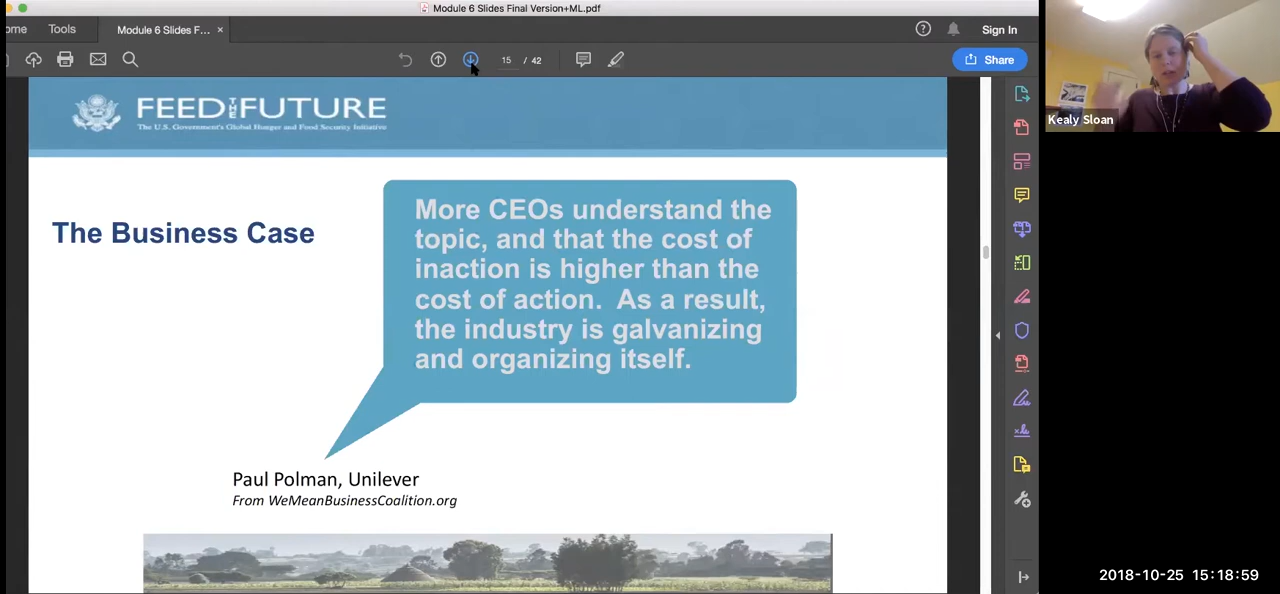 Module 6 Slides Final Version+ML.pdf
ome
Tools
Module 6 Slides F...
×
Sign In
15 / 42
Share
FEED THE FUTURE
The U.S. Government's Global Hunger and Food Security Initiative
The Business Case
More CEOs understand the
topic, and that the cost of
inaction is higher than the
cost of action.  As a result,
the industry is galvanizing
and organizing itself.
Paul Polman, Unilever
From WeMeanBusinessCoalition.org
Kealy Sloan
2018-10-25 15:18:59